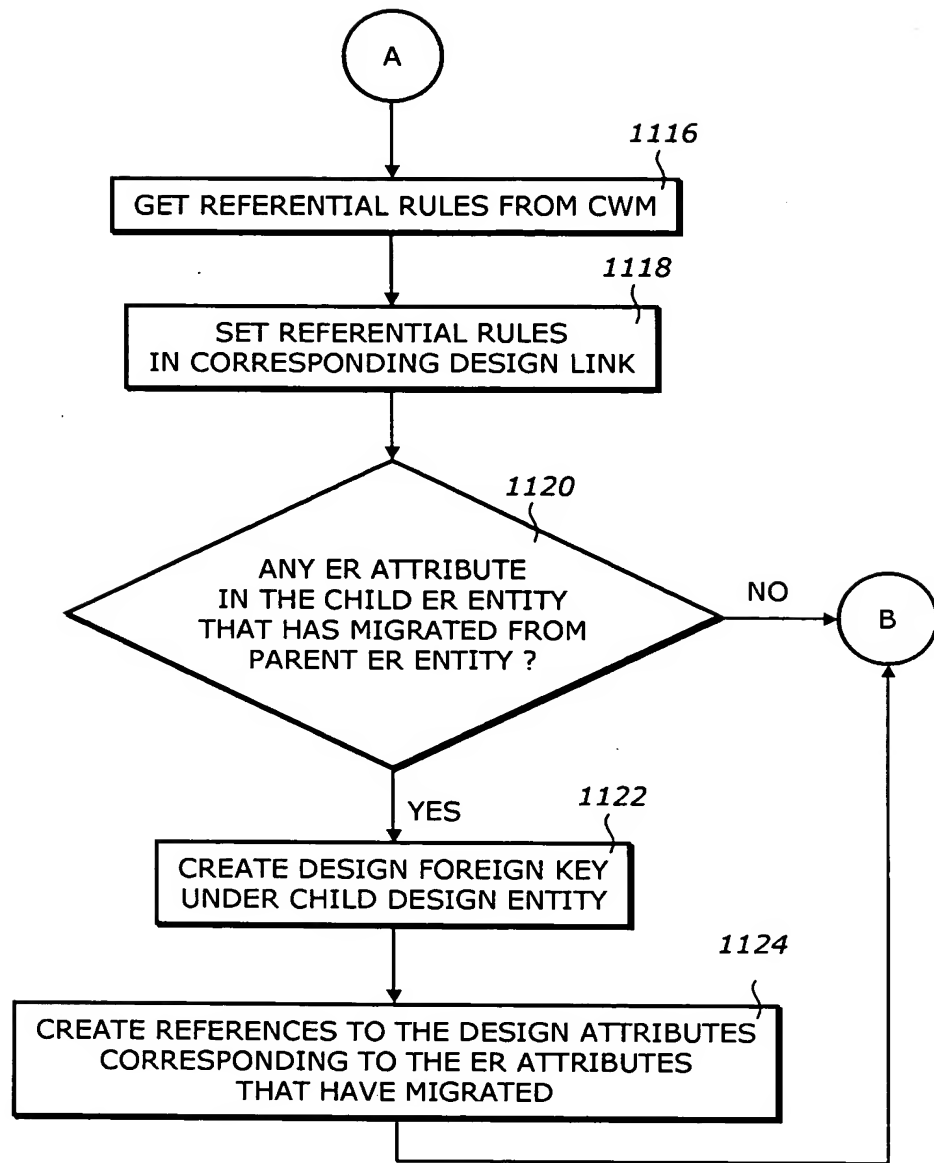 A
1116
GET REFERENTIAL RULES FROM CWM
1118
SET REFERENTIAL RULES
IN CORRESPONDING DESIGN LINK
1120
ANY ER ATTRIBUTE
IN THE CHILD ER ENTITY
THAT HAS MIGRATED FROM
PARENT ER ENTITY ?
NO
B
YES
1122
CREATE DESIGN FOREIGN KEY
UNDER CHILD DESIGN ENTITY
1124
CREATE REFERENCES TO THE DESIGN ATTRIBUTES
CORRESPONDING TO THE ER ATTRIBUTES
THAT HAVE MIGRATED